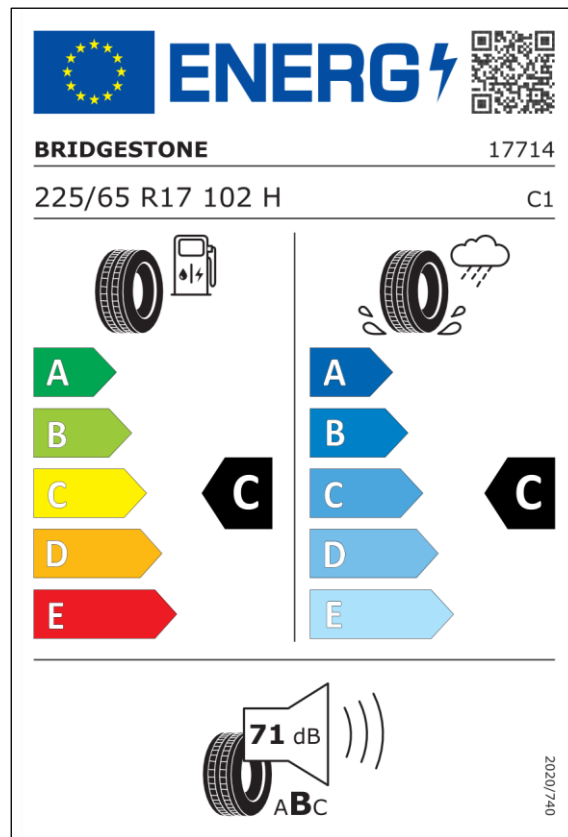 ENERG
BRIDGESTONE 17714
225/65 R17 102 H C1
A A
B B
C C C C
D D
E E
71 dB
ABC
2020/740